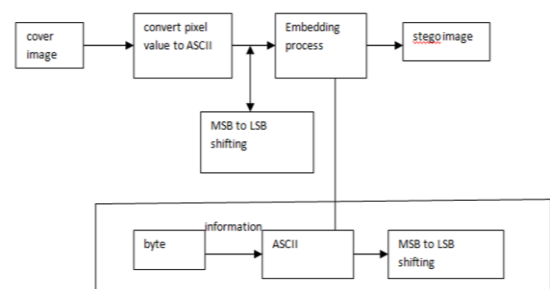 cover
image
convert pixel
value to ASCII
Embedding
process
stego image
MSB to LSB
shifting
byte
information
ASCII
MSB to LSB
shifting